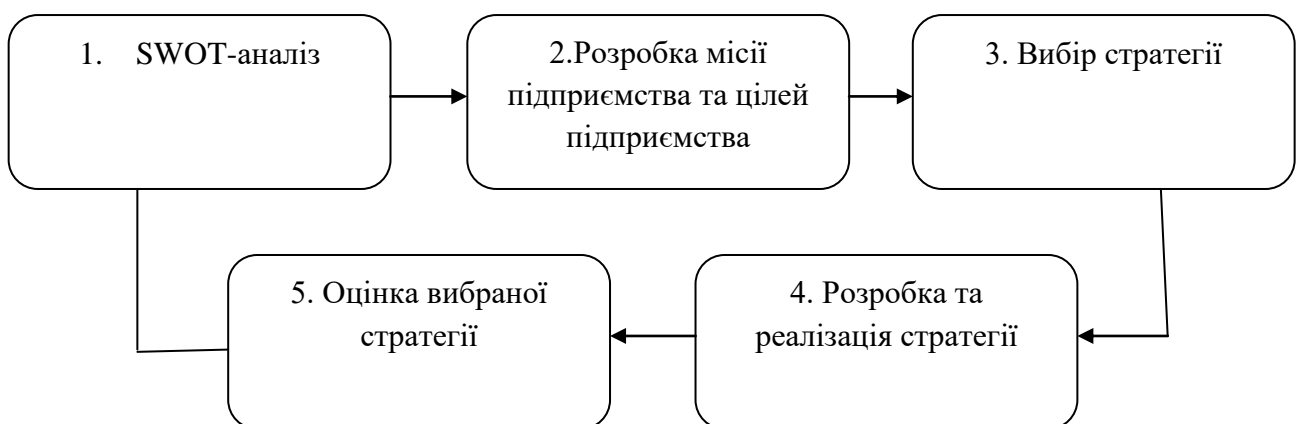 1. SWOT-аналіз
2.Розробка місії
підприємства та цілей
підприємства
3. Вибір стратегії
5. Оцінка вибраної
стратегії
4. Розробка та
реалізація стратегії